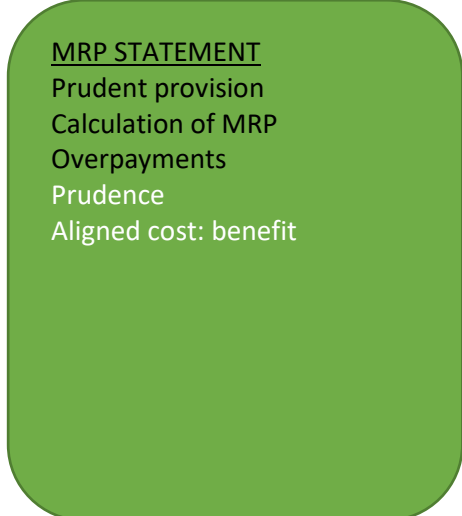 MRP STATEMENT
Prudent provision
Calculation of MRP
Overpayments
Prudence
Aligned cost: benefit